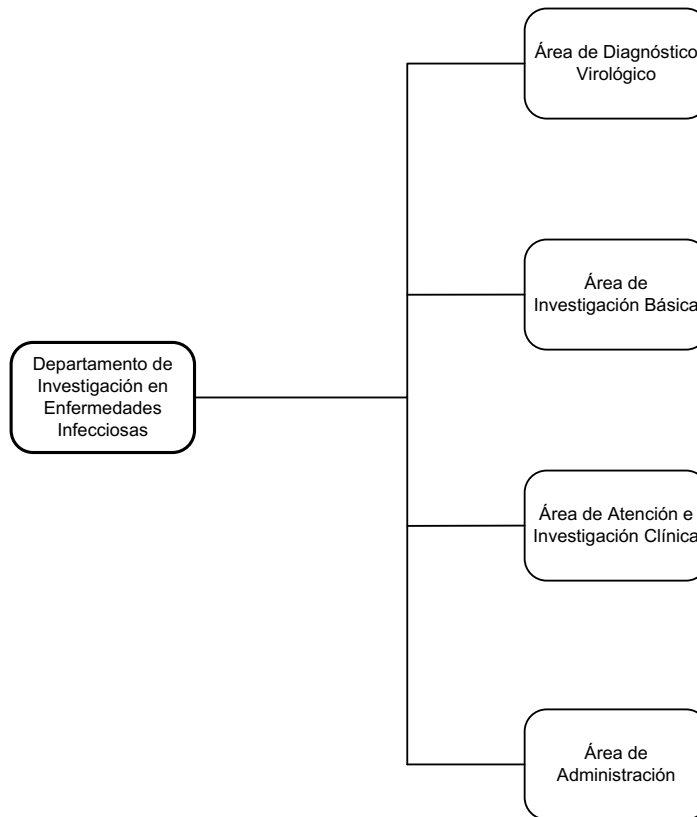 Área de Diagnóstico
Virológico
Área de
Investigación Básica
Departamento de
Investigación en
Enfermedades
Infecciosas
Área de Atención e
Investigación Clínica
Área de
Administración